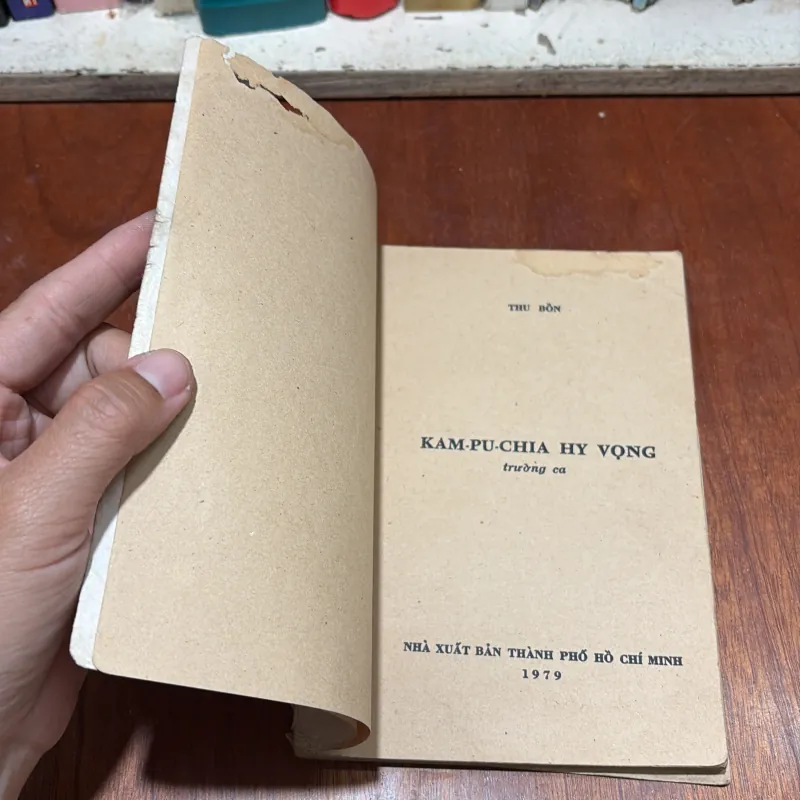 THU BỒN
KAM-PU-CHIA HY VỌNG
trường ca
NHÀ XUẤT BẢN THÀNH PHỐ HỒ CHÍ MINH
1979